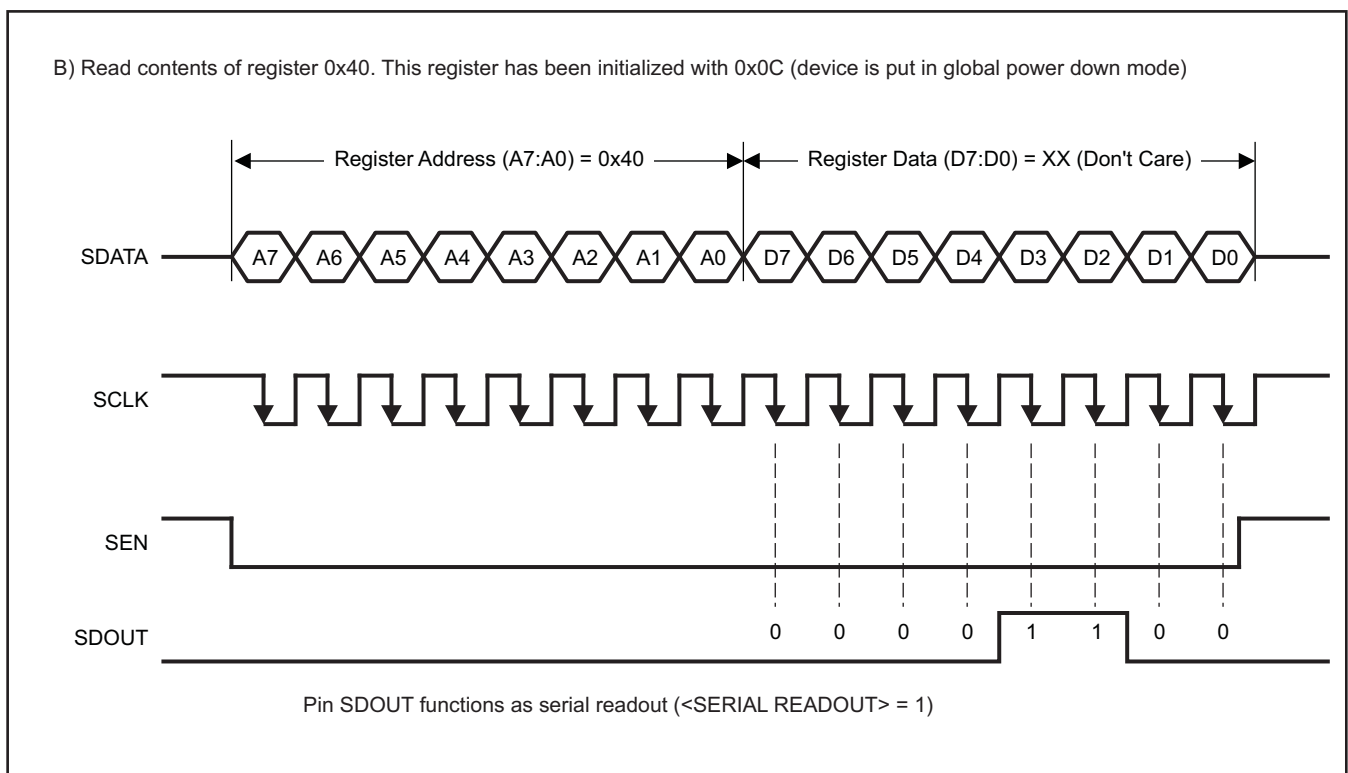 B) Read contents of register 0x40. This register has been initialized with 0x0C (device is put in global power down mode)
Register Address (A7:A0) = 0x40 Register Data (D7:D0) = XX (Don't Care)
SDATA A7 A6 A5 A4 A3 A2 A1 A0 D7 D6 D5 D4 D3 D2 D1 D0
SCLK
SEN
SDOUT 0 0 0 0 1 1 0 0
Pin SDOUT functions as serial readout (<SERIAL READOUT> = 1)